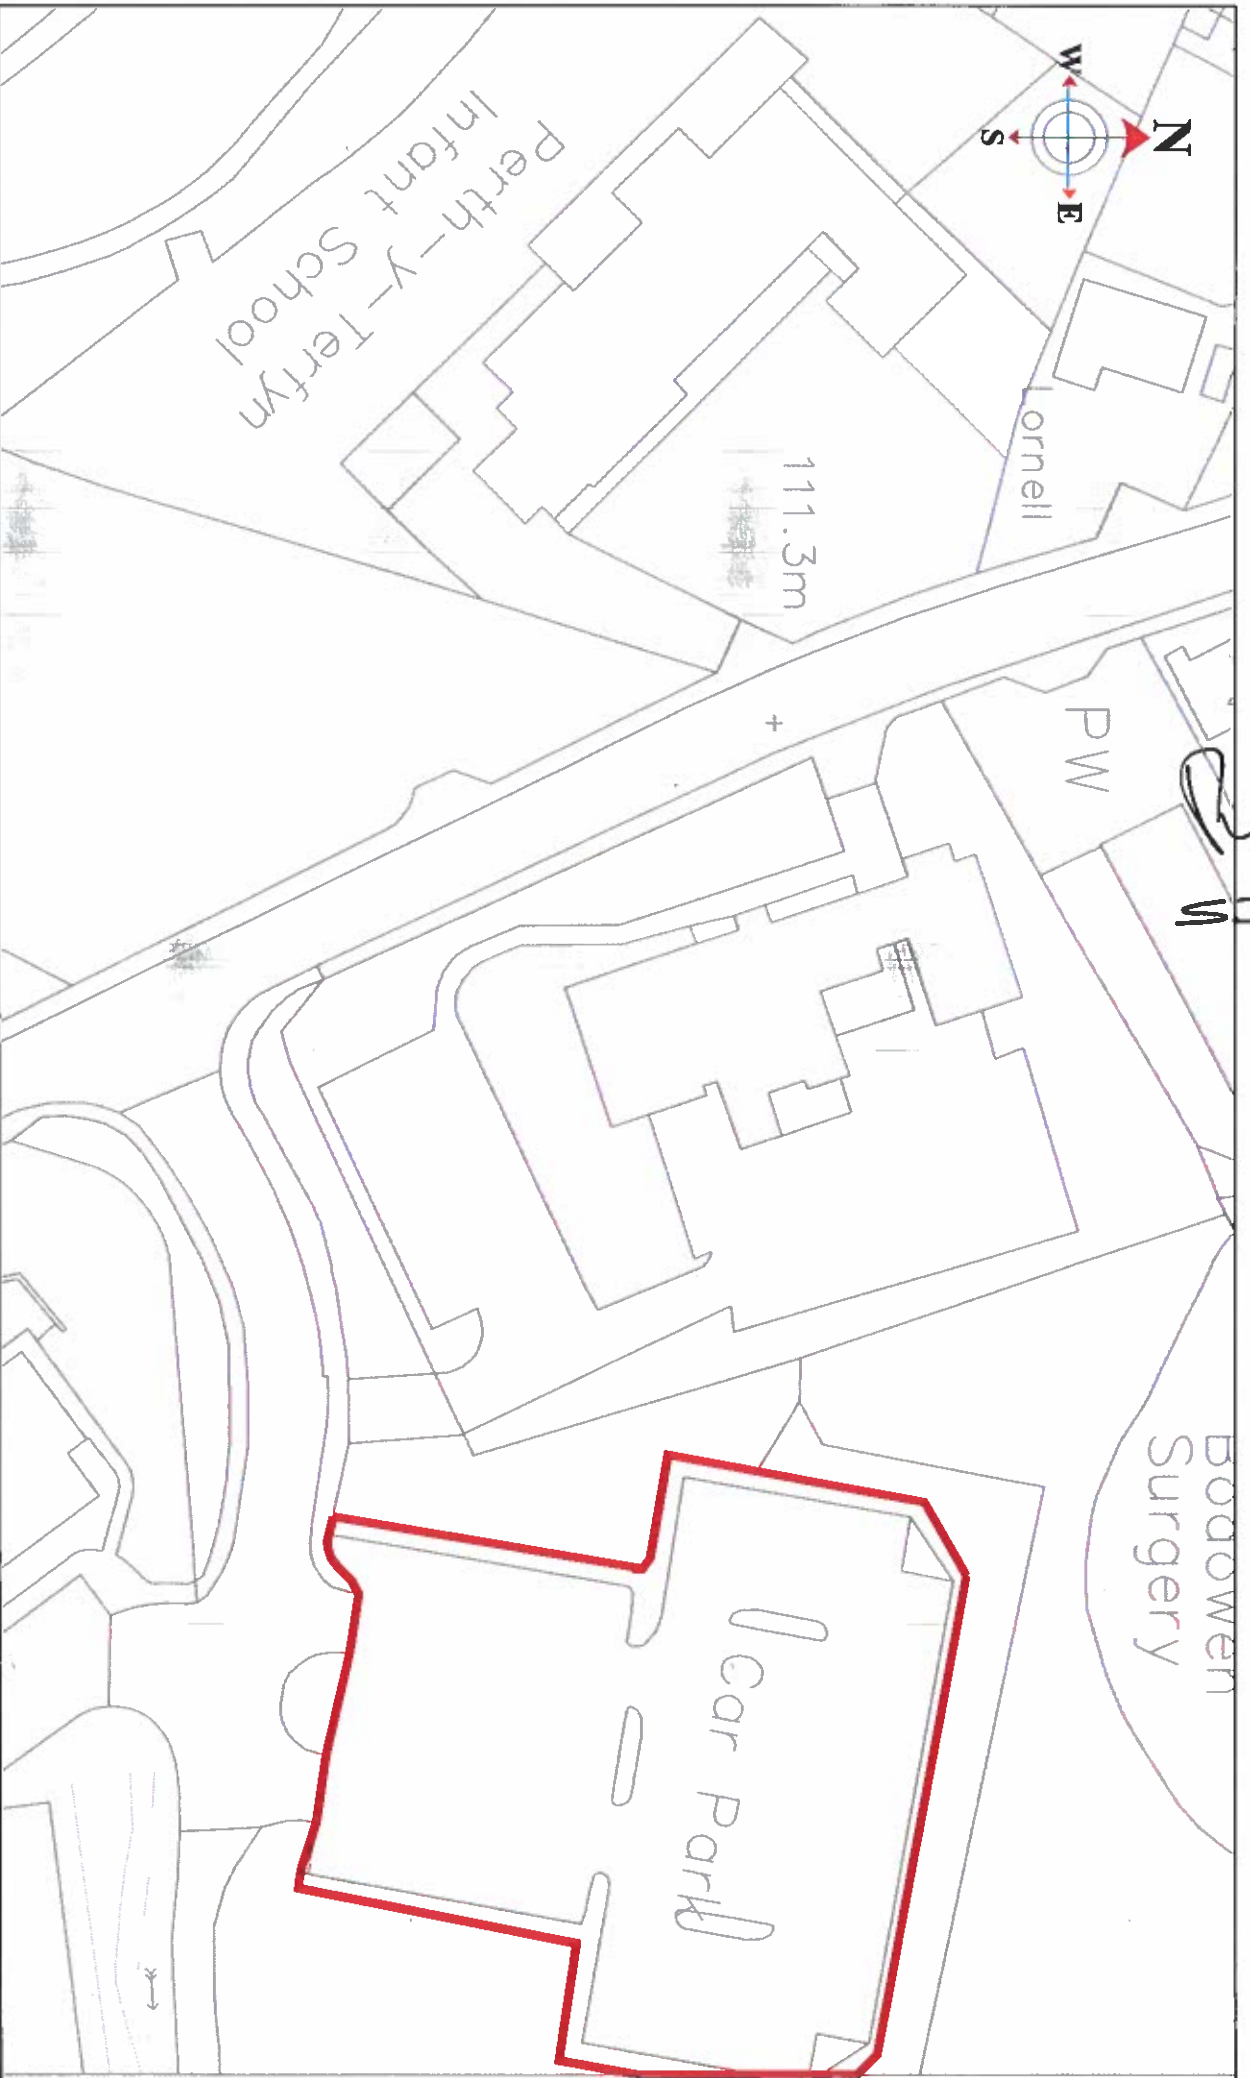 N
W
E
S
Lornell
PW
111.3m
Perth-y-Terfyn
Infant School
Bodowen
Surgery
Car Park